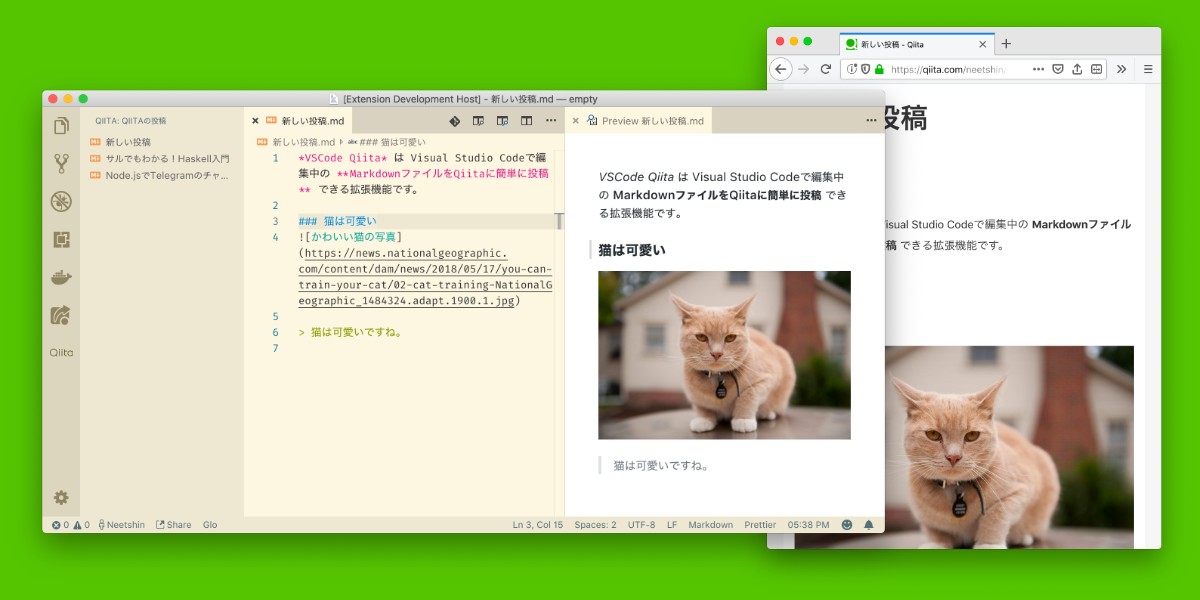 [Extension Development Host] - 新しい投稿.md — empty
QIITA: QIITAの投稿
新しい投稿
サルでもわかる！Haskell入門
Node.jsでTelegramのチャ...
Qiita
新しい投稿.md
新しい投稿.md › abc ### 猫は可愛い
1 *VSCode Qiita* は Visual Studio Codeで編
集中の **MarkdownファイルをQiitaに簡単に投稿
** できる拡張機能です。
2
3 ### 猫は可愛い
4 ![かわいい猫の写真]
(https://news.nationalgeographic.
com/content/dam/news/2018/05/17/you-can-
train-your-cat/02-cat-training-NationalG
eographic_1484324.adapt.1900.1.jpg)
5
6 > 猫は可愛いですね。
7
Preview 新しい投稿.md
VSCode Qiita は Visual Studio Codeで編集中
の MarkdownファイルをQiitaに簡単に投稿 でき
る拡張機能です。
猫は可愛い
猫は可愛いですね。
0 0 Neetshin Share Glo
Ln 3, Col 15 Spaces: 2 UTF-8 LF Markdown Prettier 05:38 PM
新しい投稿 - Qiita
https://qiita.com/neetshin/
投稿
isual Studio Codeで編集中の Markdownファイル
稿 できる拡張機能です。